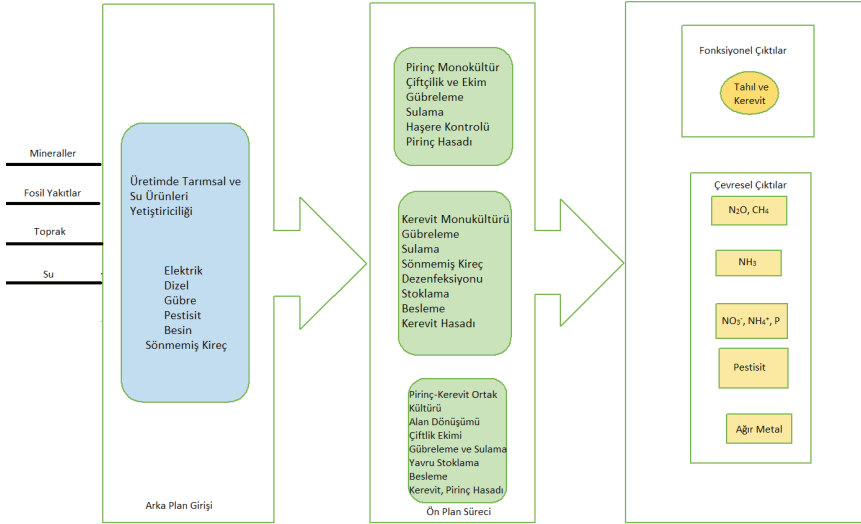 Mineraller
Fosil Yakıtlar
Toprak
Su
Üretimde Tarımsal ve
Su Ürünleri
Yetiştiriciliği
Elektrik
Dizel
Gübre
Pestisit
Besin
Sönmemiş Kireç
Arka Plan Girişi
Pirinç Monokültür
Çiftçilik ve Ekim
Gübreleme
Sulama
Haşere Kontrolü
Pirinç Hasadı
Kerevit Monukültürü
Gübreleme
Sulama
Sönmemiş Kireç
Dezenfeksiyonu
Stoklama
Besleme
Kerevit Hasadı
Pirinç-Kerevit Ortak
Kültürü
Alan Dönüşümü
Çiftlik Ekimi
Gübreleme ve Sulama
Yavru Stoklama
Besleme
Kerevit, Pirinç Hasadı
Ön Plan Süreci
Fonksiyonel Çıktılar
Tahıl ve
Kerevit
Çevresel Çıktılar
N₂O, CH₄
NH₃
NO₃⁻, NH₄⁺, P
Pestisit
Ağır Metal